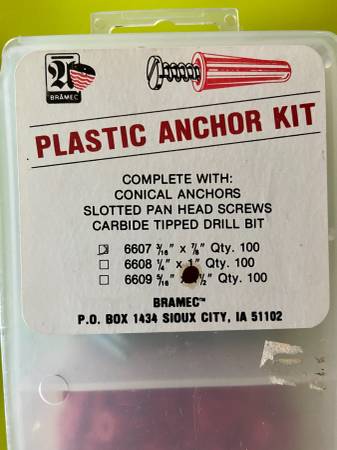 BRAMEC
PLASTIC ANCHOR KIT
COMPLETE WITH:
CONICAL ANCHORS
SLOTTED PAN HEAD SCREWS
CARBIDE TIPPED DRILL BIT
6607 3/16" x 7/8" Qty. 100
6608 1/4" x 1" Qty. 100
6609 5/16" 1/2" Qty. 100
BRAMEC™
P.O. BOX 1434 SIOUX CITY, IA 51102